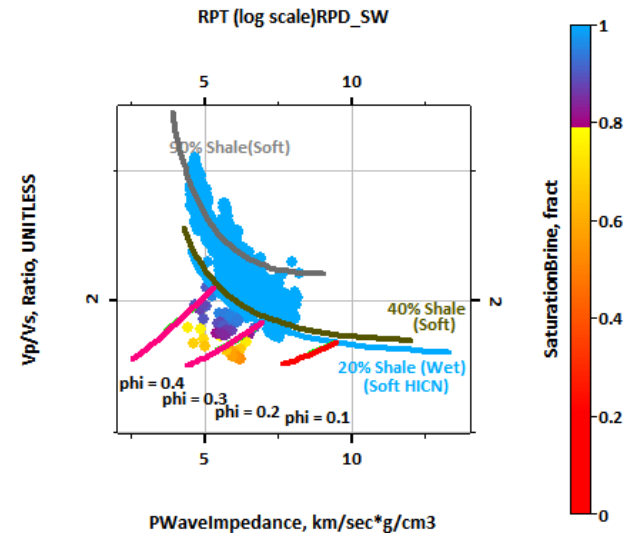 RPT (log scale)RPD_SW
5 10
90% Shale(Soft)
2 2
40% Shale
(Soft)
20% Shale (Wet)
(Soft HICN)
phi = 0.4
phi = 0.3
phi = 0.2
phi = 0.1
5 10
PWaveImpedance, km/sec*g/cm3
Vp/Vs, Ratio, UNITLESS
SaturationBrine, fract
1
0.8
0.6
0.4
0.2
0